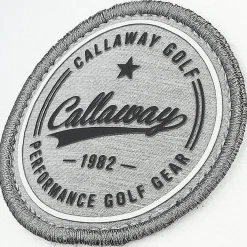 CALLAWAY GOLF
Callaway
-1982-
PERFORMANCE GOLF GEAR